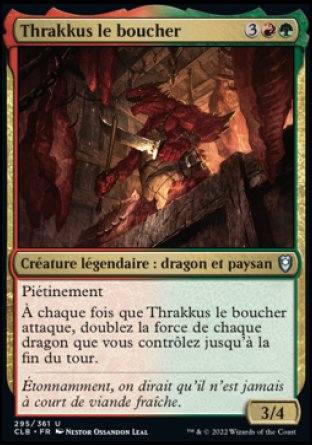 Thrakkus le boucher 3
Créature légendaire : dragon et paysan
Piétinement
À chaque fois que Thrakkus le boucher
attaque, doublez la force de chaque
dragon que vous contrôlez jusqu'à la
fin du tour.
Étonnamment, on dirait qu'il n'est jamais
à court de viande fraîche.
3/4
295/361 U
CLB • FR Nestor Ossandon Leal
™ & © 2022 Wizards of the Coast